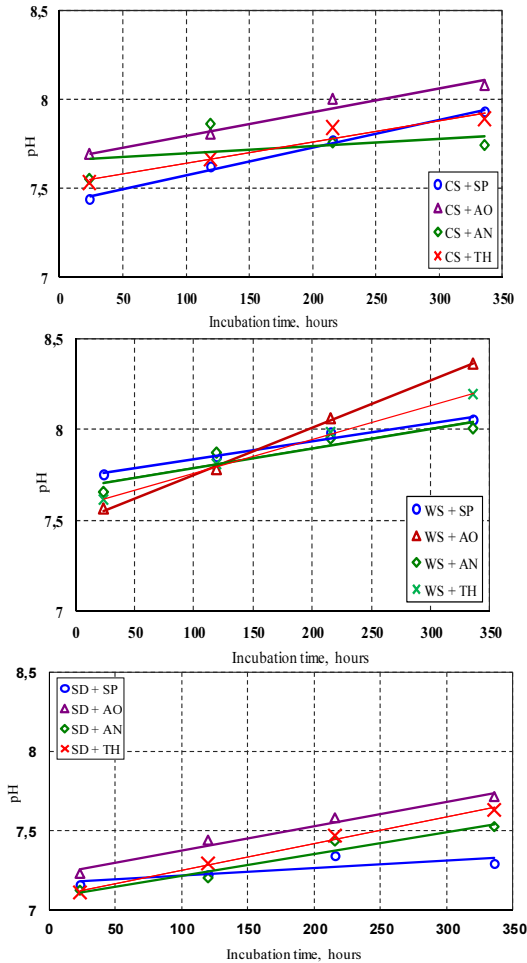 8,5
8
7,5
7
pH
0
50
100
150
200
250
300
350
Incubation time, hours
CS + SP
CS + AO
CS + AN
CS + TH
8,5
8
7,5
7
pH
0
50
100
150
200
250
300
350
Incubation time, hours
WS + SP
WS + AO
WS + AN
WS + TH
8,5
8
7,5
7
pH
SD + SP
SD + AO
SD + AN
SD + TH
0
50
100
150
200
250
300
350
Incubation time, hours